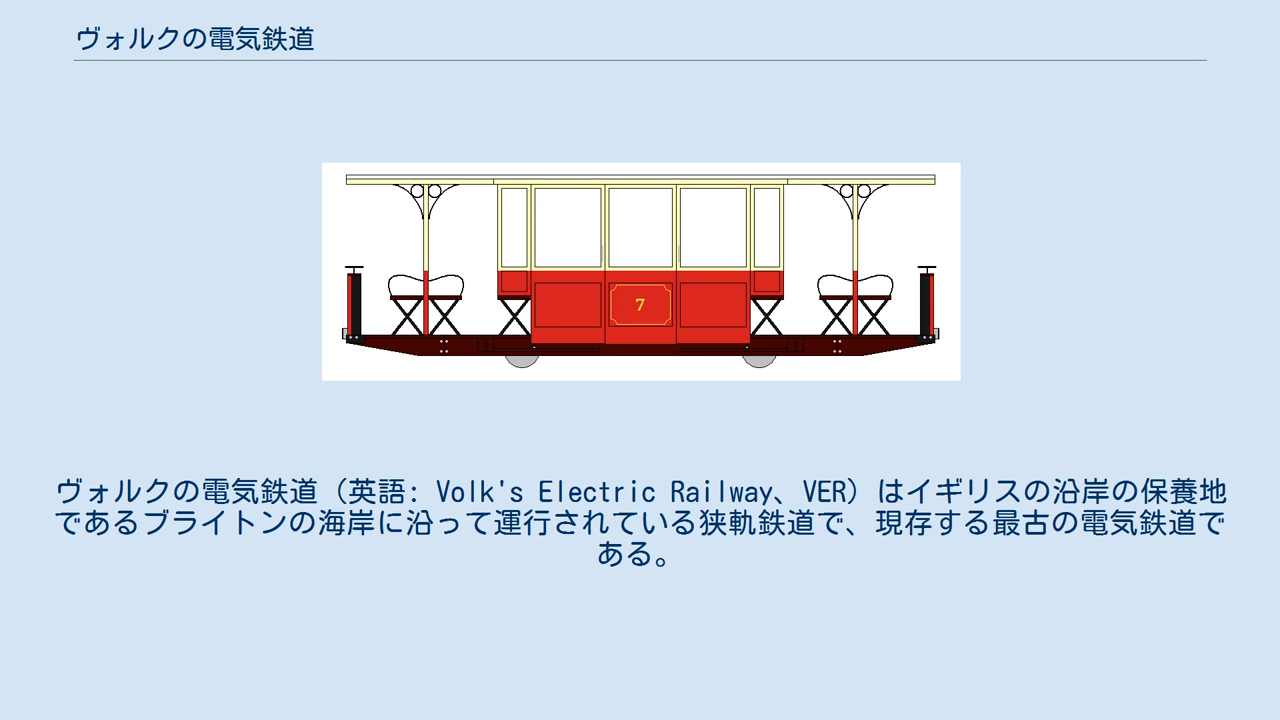 ヴォルクの電気鉄道
7
ヴォルクの電気鉄道（英語: Volk's Electric Railway、VER）はイギリスの沿岸の保養地
であるブライトンの海岸に沿って運行されている狭軌鉄道で、現存する最古の電気鉄道で
ある。